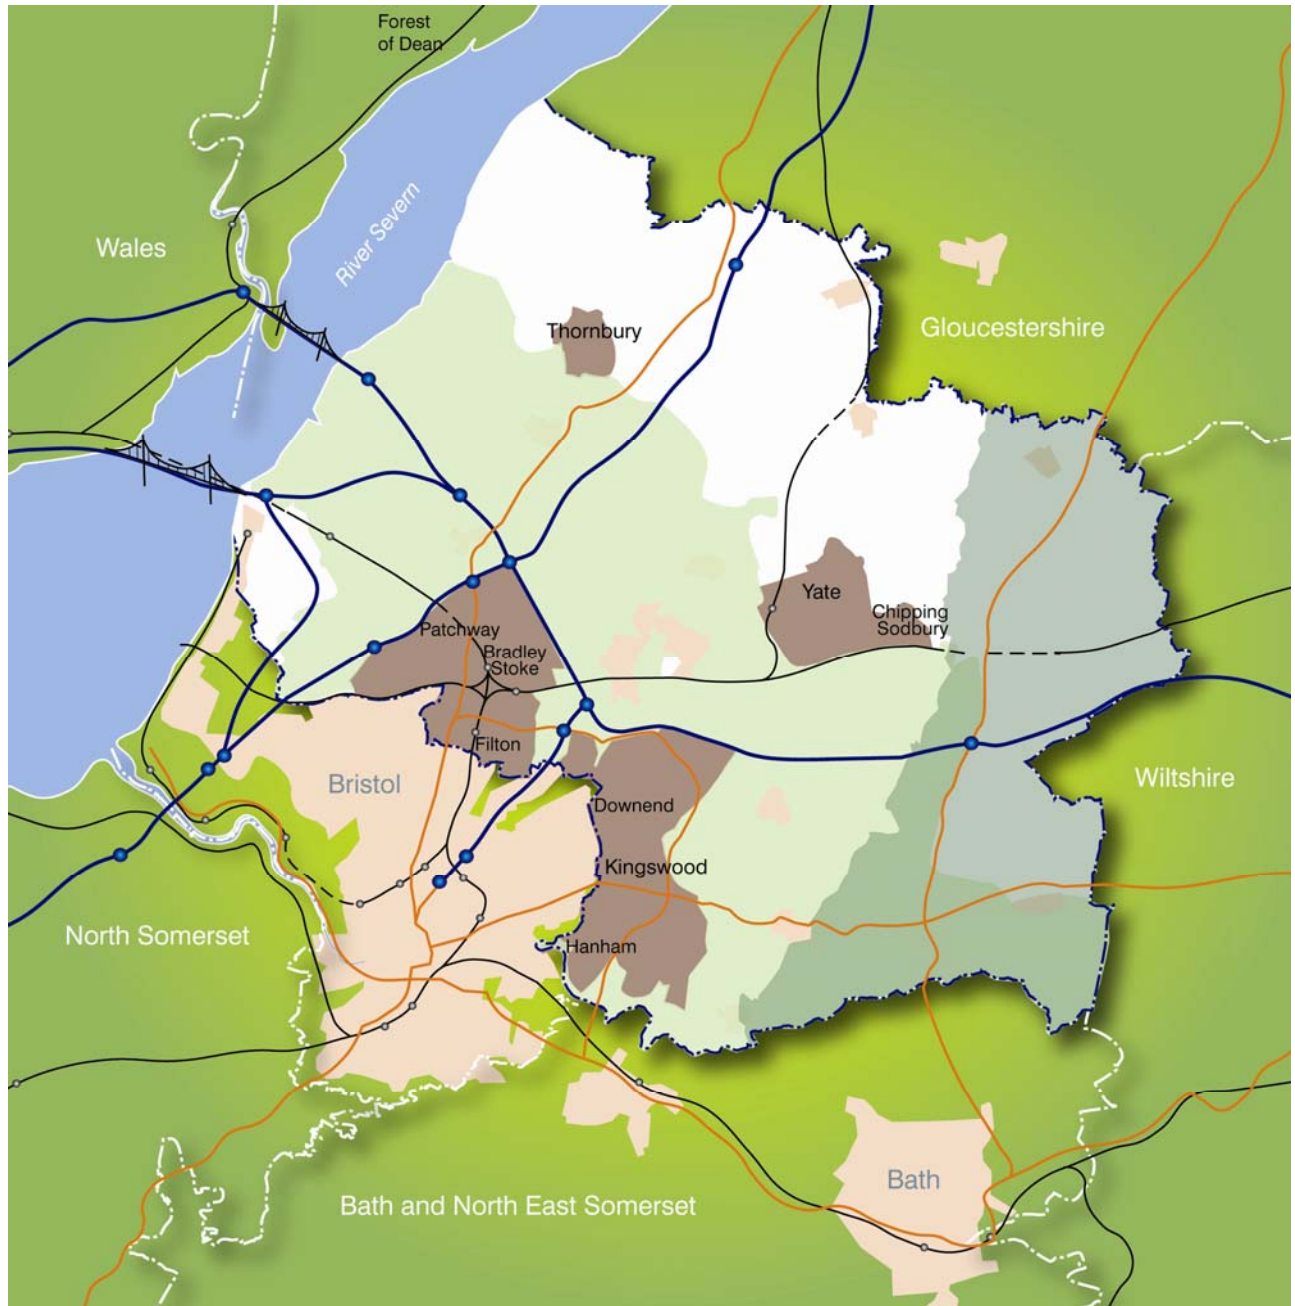 Forest
of Dean
Wales
River Severn
Gloucestershire
Thornbury
Yate
Chipping
Sodbury
Patchway
Bradley
Stoke
Filton
Bristol
Wiltshire
Downend
Kingswood
North Somerset
Hanham
Bath
Bath and North East Somerset